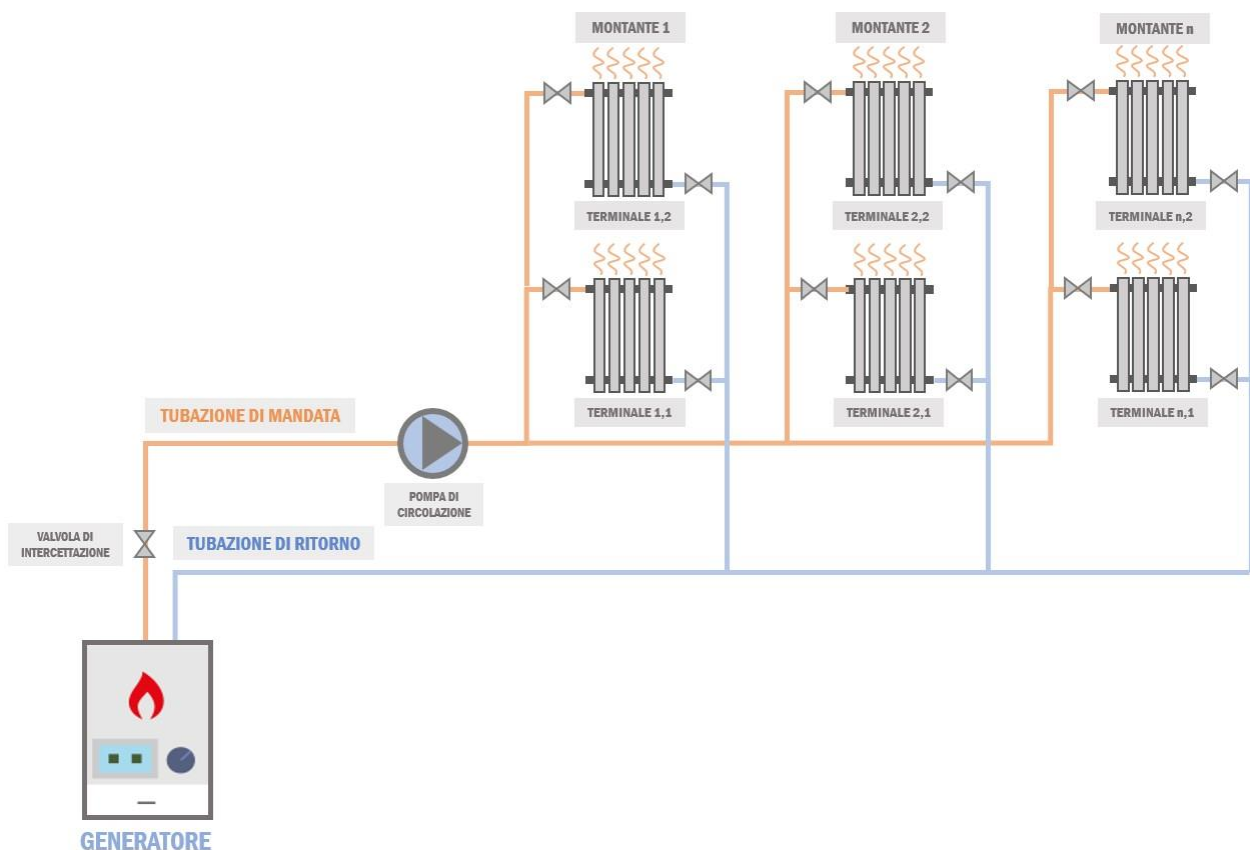 MONTANTE 1
MONTANTE 2
MONTANTE n
TERMINALE 1,2
TERMINALE 2,2
TERMINALE n,2
TERMINALE 1,1
TERMINALE 2,1
TERMINALE n,1
TUBAZIONE DI MANDATA
POMPA DI
CIRCOLAZIONE
VALVOLA DI
INTERCETTAZIONE
TUBAZIONE DI RITORNO
GENERATORE